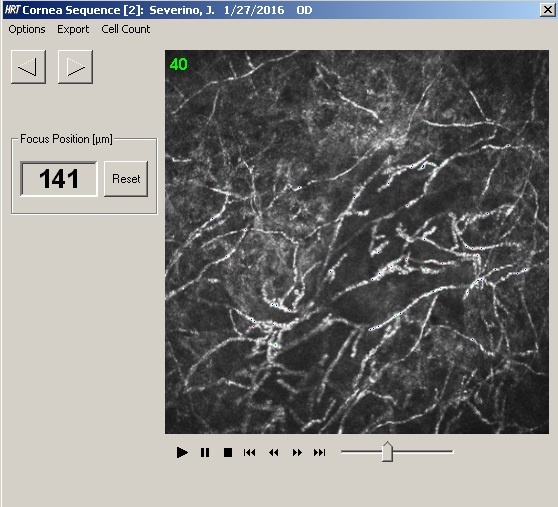 HRT Cornea Sequence [2]: Severino, J. 1/27/2016 OD
Options Export Cell Count
40
Focus Position [µm]
141 Reset